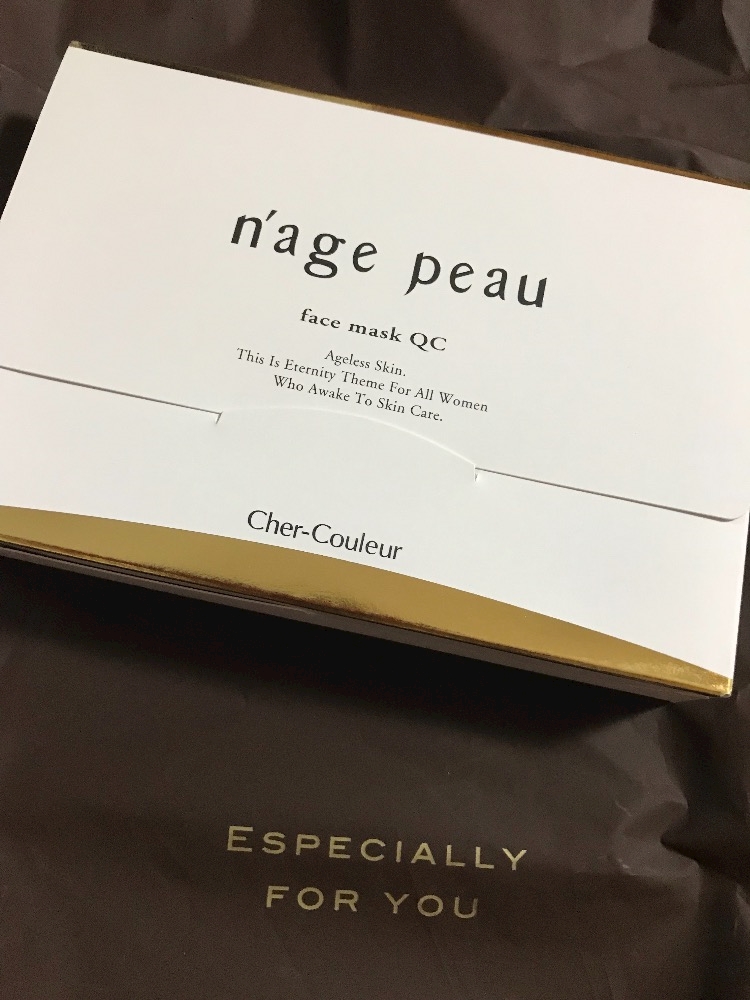 n'age peau
face mask QC
Ageless Skin.
This Is Eternity Theme For All Women
Who Awake To Skin Care.
Cher-Couleur
ESPECIALLY
FOR YOU